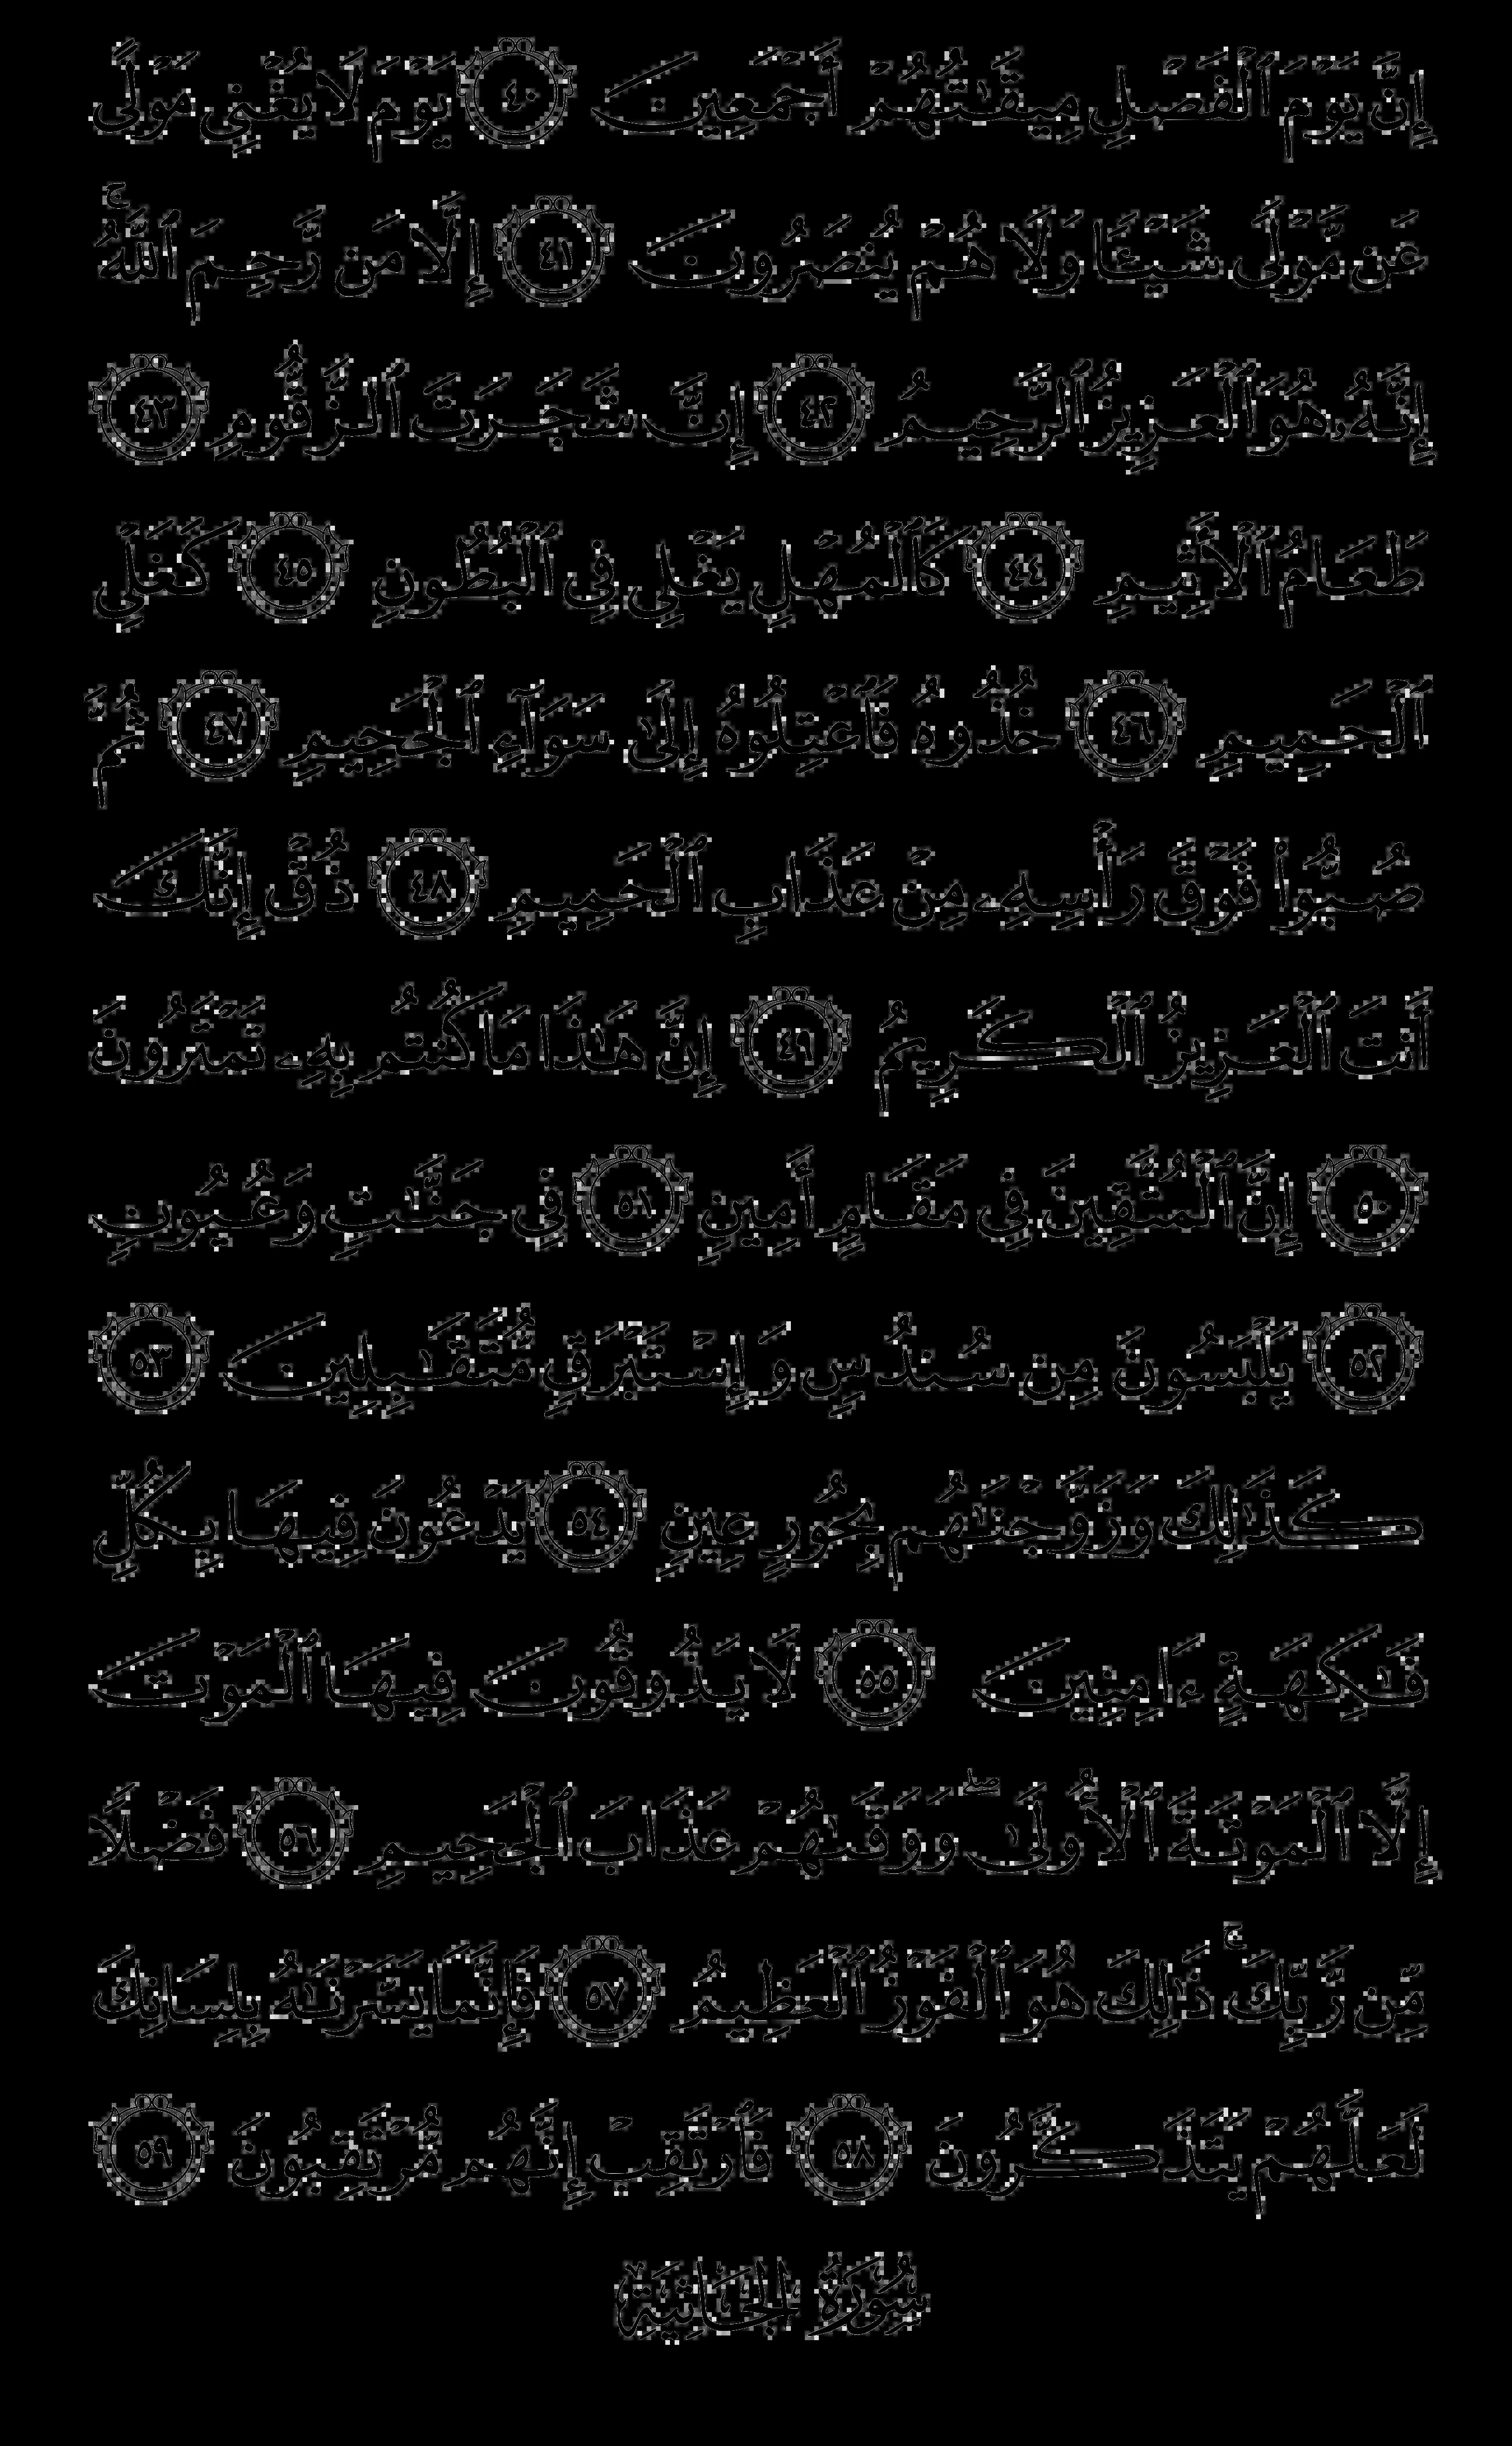 إِنَّ يَوْمَ ٱلْفَصْلِ مِيقَٰتُهُمْ أَجْمَعِينَ ٤٠ يَوْمَ لَا يُغْنِى مَوْلًى
عَن مَّوْلًى شَيْـًٔا وَلَا هُمْ يُنصَرُونَ ٤١ إِلَّا مَن رَّحِمَ ٱللَّهُ ۚ
إِنَّهُۥ هُوَ ٱلْعَزِيزُ ٱلرَّحِيمُ ٤٢ إِنَّ شَجَرَتَ ٱلزَّقُّومِ ٤٣
طَعَامُ ٱلْأَثِيمِ ٤٤ كَٱلْمُهْلِ يَغْلِى فِى ٱلْبُطُونِ ٤٥ كَغَلْىِ
ٱلْحَمِيمِ ٤٦ خُذُوهُ فَٱعْتِلُوهُ إِلَىٰ سَوَآءِ ٱلْجَحِيمِ ٤٧ ثُمَّ
صُبُّوا۟ فَوْقَ رَأْسِهِۦ مِنْ عَذَابِ ٱلْحَمِيمِ ٤٨ ذُقْ إِنَّكَ
أَنتَ ٱلْعَزِيزُ ٱلْكَرِيمُ ٤٩ إِنَّ هَٰذَا مَا كُنتُم بِهِۦ تَمْتَرُونَ
٥٠ إِنَّ ٱلْمُتَّقِينَ فِى مَقَامٍ أَمِينٍ ٥١ فِى جَنَّٰتٍ وَعُيُونٍ
٥٢ يَلْبَسُونَ مِن سُندُسٍ وَإِسْتَبْرَقٍ مُّتَقَٰبِلِينَ ٥٣
كَذَٰلِكَ وَزَوَّجْنَٰهُم بِحُورٍ عِينٍ ٥٤ يَدْعُونَ فِيهَا بِكُلِّ
فَٰكِهَةٍ ءَامِنِينَ ٥٥ لَا يَذُوقُونَ فِيهَا ٱلْمَوْتَ
إِلَّا ٱلْمَوْتَةَ ٱلْأُولَىٰ ۖ وَوَقَىٰهُمْ عَذَابَ ٱلْجَحِيمِ ٥٦ فَضْلًا
مِّن رَّبِّكَ ۚ ذَٰلِكَ هُوَ ٱلْفَوْزُ ٱلْعَظِيمُ ٥٧ فَإِنَّمَا يَسَّرْنَٰهُ بِلِسَانِكَ
لَعَلَّهُمْ يَتَذَكَّرُونَ ٥٨ فَٱرْتَقِبْ إِنَّهُم مُّرْتَقِبُونَ ٥٩
سُورَةُ الجَاثِيَةِ